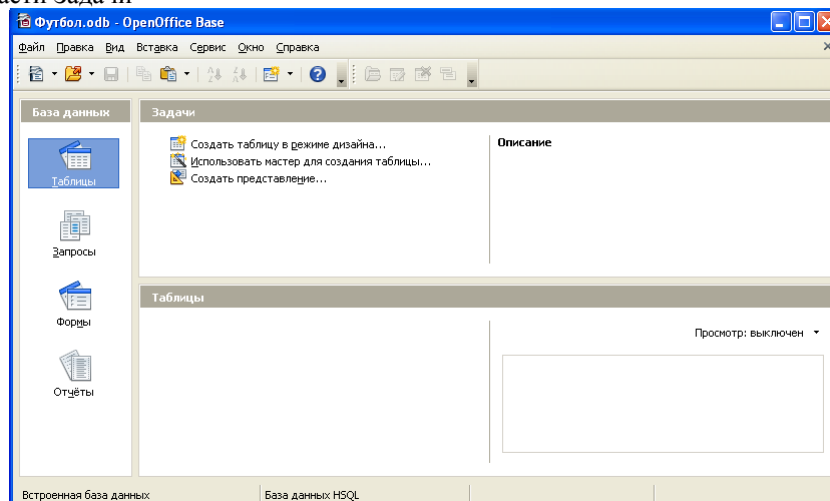 асти Задачи
Футбол.odb - OpenOffice Base
Файл Правка Вид Вставка Сервис Окно Справка
База данных
Задачи
Таблицы
Запросы
Формы
Отчёты
Создать таблицу в режиме дизайна...
Использовать мастер для создания таблицы...
Создать представление...
Описание
Таблицы
Просмотр: выключен
Встроенная база данных
База данных HSQL